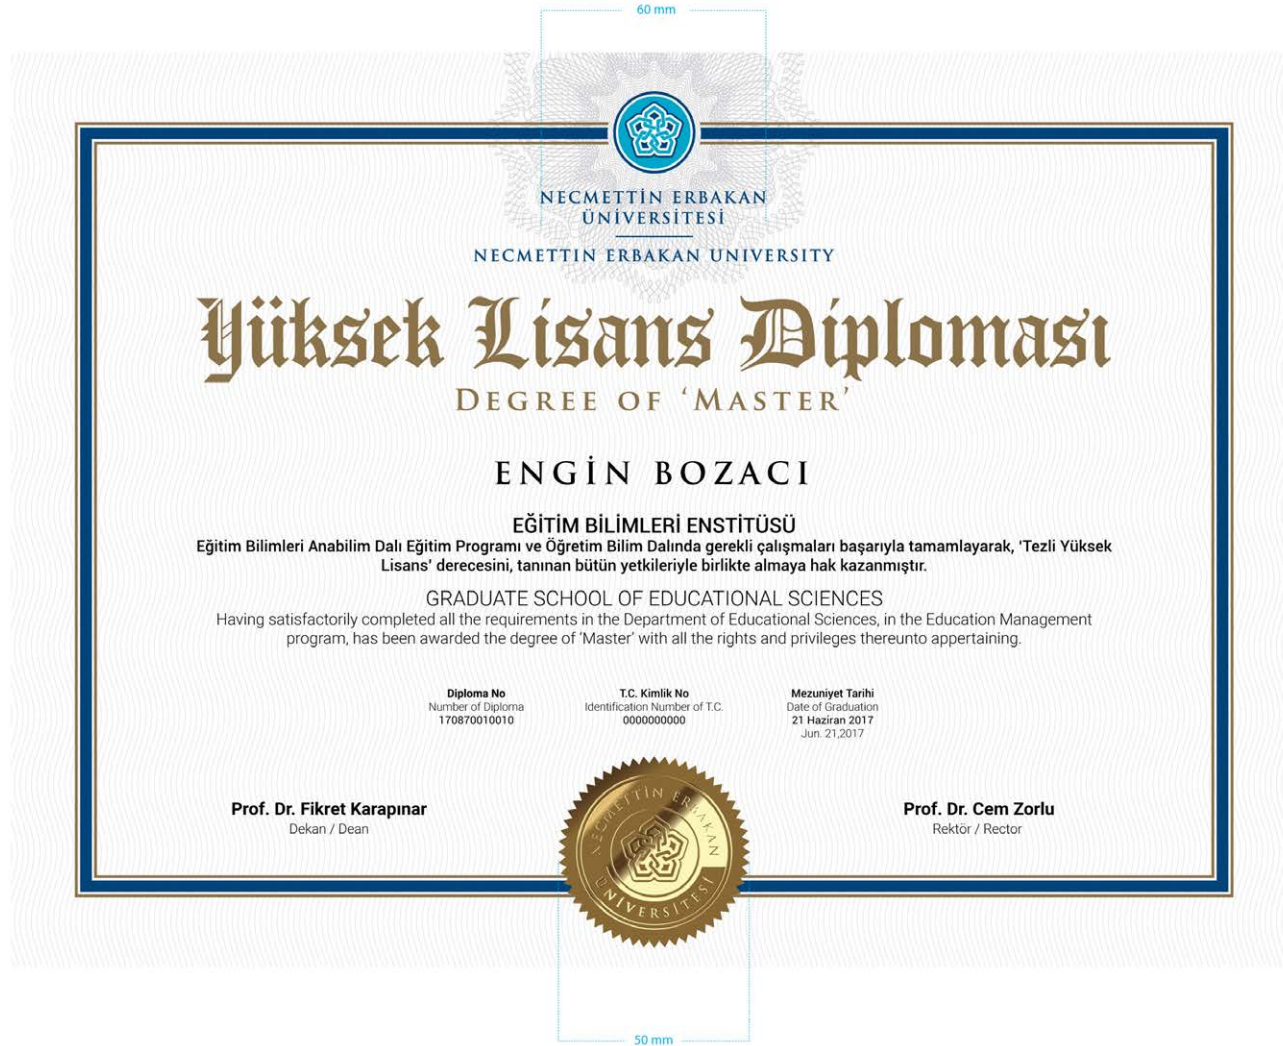 60 mm
NECMETTİN ERBAKAN
ÜNİVERSİTESİ
NECMETTIN ERBAKAN UNIVERSITY
Yüksek Lisans Diploması
DEGREE OF ‘MASTER’
ENGİN BOZACI
EĞİTİM BİLİMLERİ ENSTİTÜSÜ
Eğitim Bilimleri Anabilim Dalı Eğitim Programı ve Öğretim Bilim Dalında gerekli çalışmaları başarıyla tamamlayarak, ‘Tezli Yüksek
Lisans’ derecesini, tanınan bütün yetkileriyle birlikte almaya hak kazanmıştır.
GRADUATE SCHOOL OF EDUCATIONAL SCIENCES
Having satisfactorily completed all the requirements in the Department of Educational Sciences, in the Education Management
program, has been awarded the degree of ‘Master’ with all the rights and privileges thereunto appertaining.
Diploma No
Number of Diploma
170870010010
T.C. Kimlik No
Identification Number of T.C.
0000000000
Mezuniyet Tarihi
Date of Graduation
21 Haziran 2017
Jun. 21,2017
Prof. Dr. Fikret Karapınar
Dekan / Dean
NECMETTİN ERBAKAN
ÜNİVERSİTESİ
Prof. Dr. Cem Zorlu
Rektör / Rector
50 mm